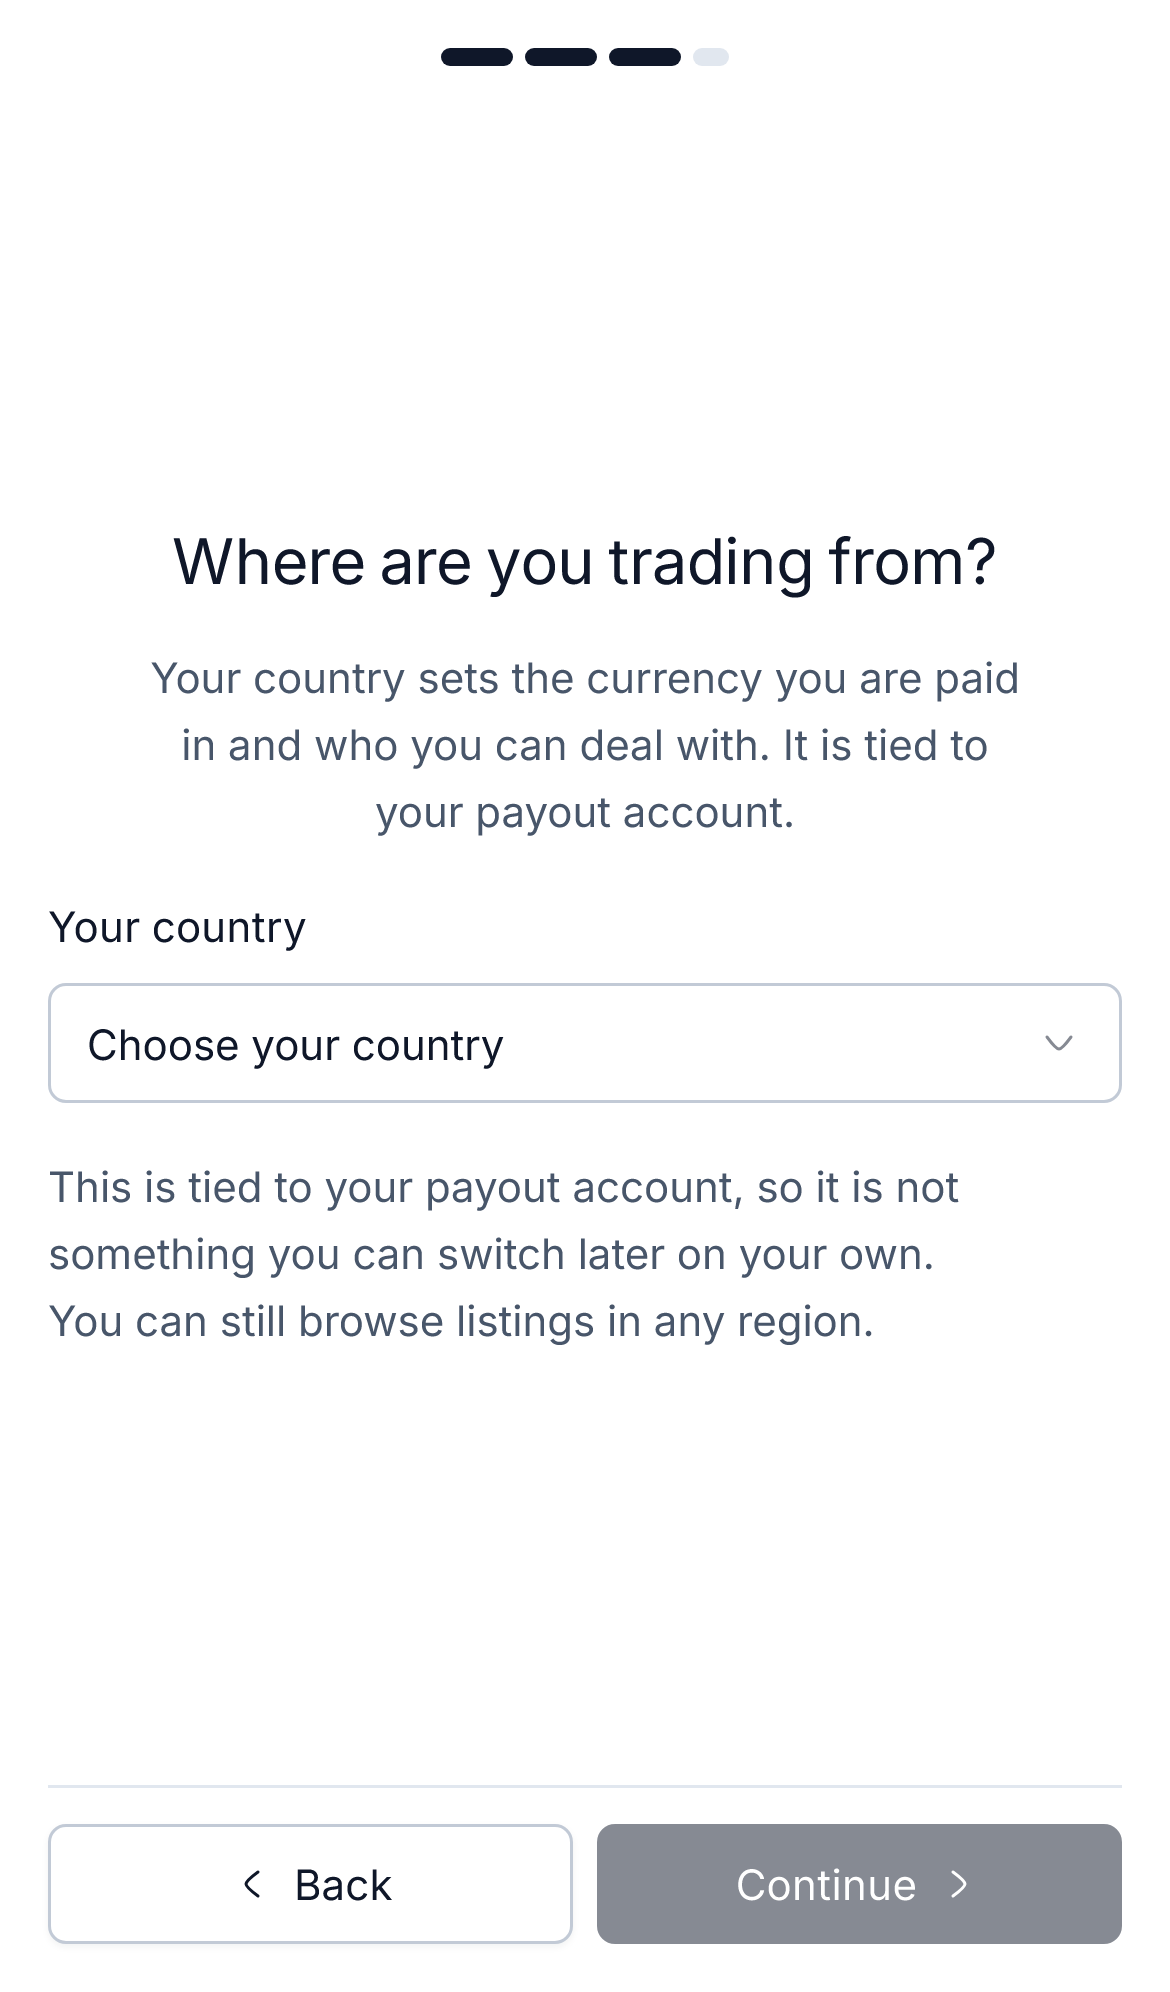 Where are you trading from?
Your country sets the currency you are paid
in and who you can deal with. It is tied to
your payout account.
Your country
Choose your country
This is tied to your payout account, so it is not
something you can switch later on your own.
You can still browse listings in any region.
Back
Continue